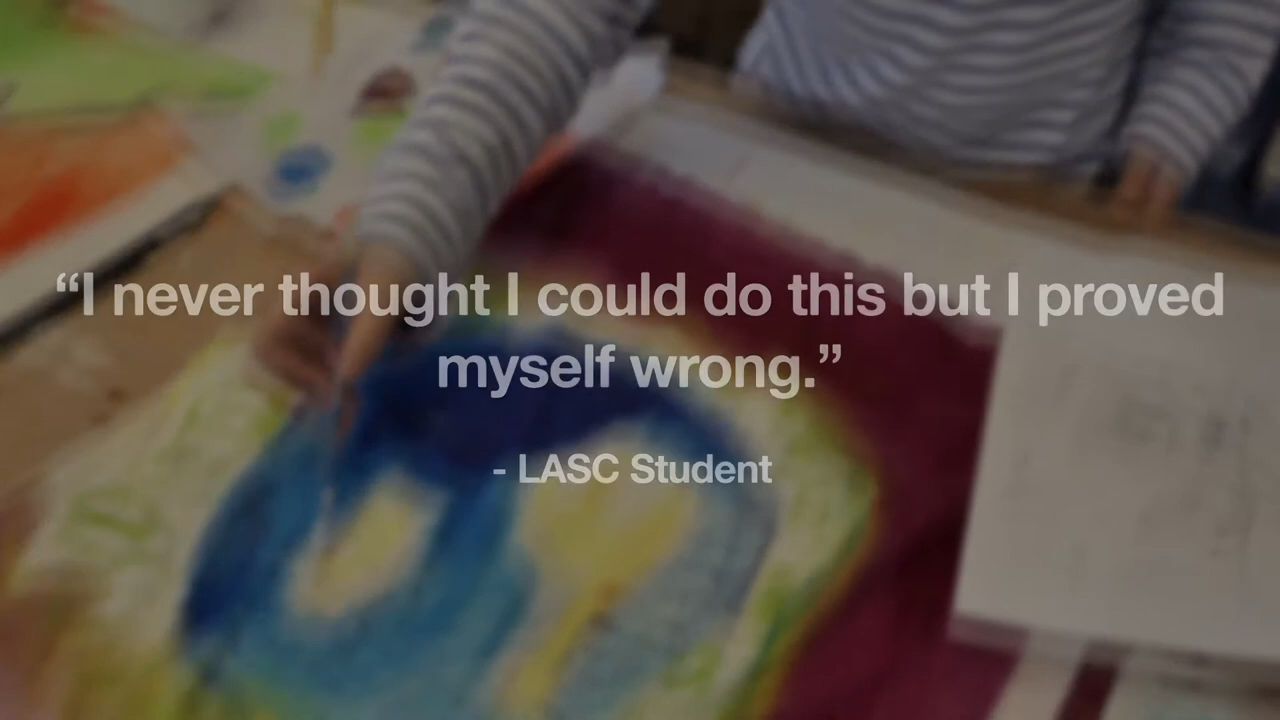 “I never thought I could do this but I proved
myself wrong.”
- LASC Student